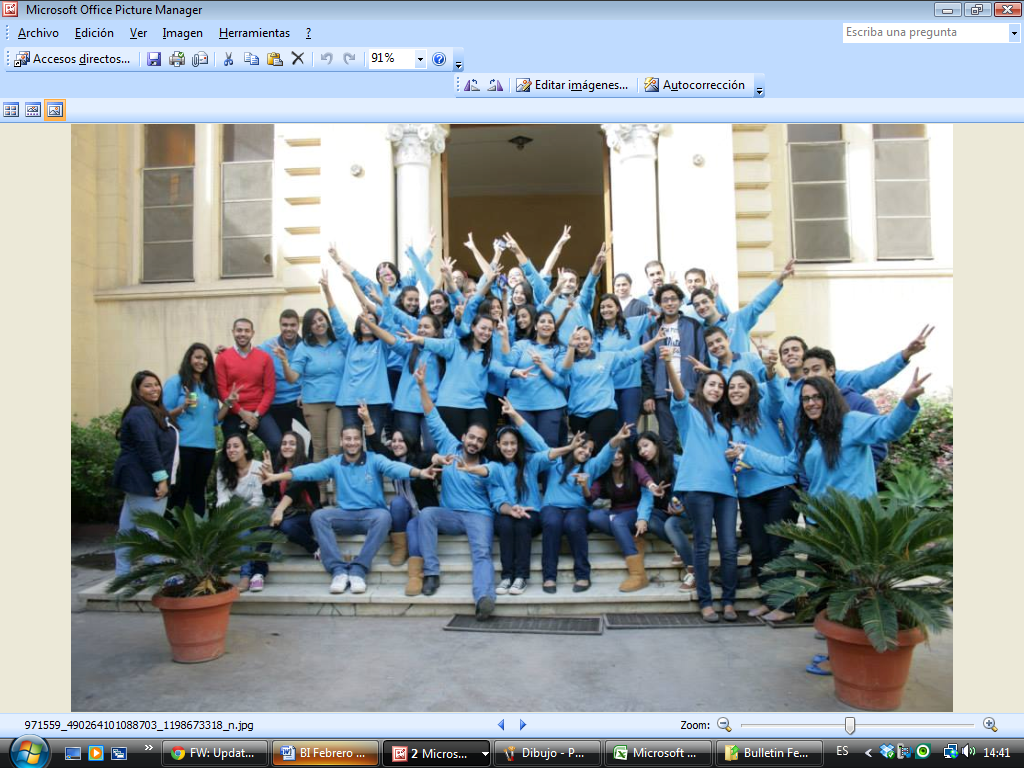 Microsoft Office Picture Manager
Archivo Edición Ver Imagen Herramientas ?
Escriba una pregunta
Accesos directos...
91%
Editar imágenes...
Autocorrección
971559_490264101088703_1198673318_n.jpg
Zoom:
FW: Updat...
BI Febrero ...
2 Micros...
Dibujo - P...
Microsoft ...
Bulletin Fe...
ES
14:41